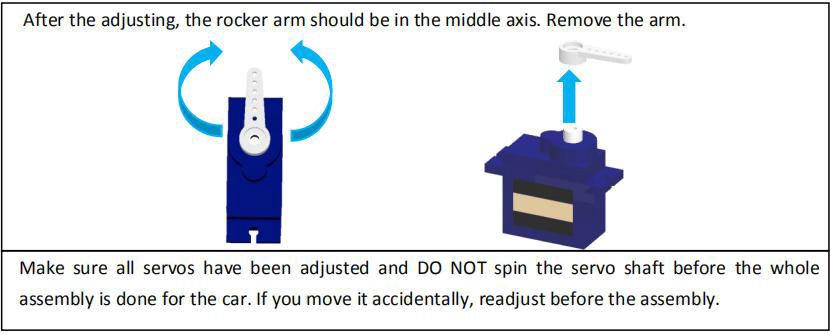 After the adjusting, the rocker arm should be in the middle axis. Remove the arm.
Make sure all servos have been adjusted and DO NOT spin the servo shaft before the whole
assembly is done for the car. If you move it accidentally, readjust before the assembly.